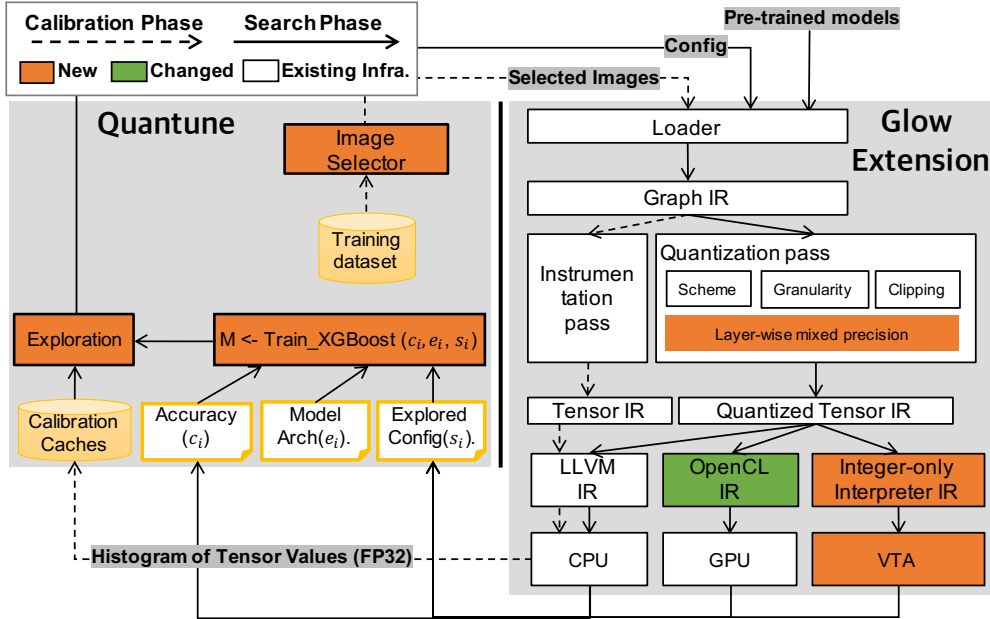 Calibration Phase
Search Phase
New
Changed
Existing Infra.
Pre-trained models
Config
Selected Images
Quantune
Image
Selector
Training
dataset
Exploration
M <- Train_XGBoost (c_i, e_i, s_i)
Calibration
Caches
Accuracy
(c_i)
Model
Arch(e_i).
Explored
Config(s_i).
Histogram of Tensor Values (FP32)
Glow
Extension
Loader
Graph IR
Instrumen
tation
pass
Quantization pass
Scheme
Granularity
Clipping
Layer-wise mixed precision
Tensor IR
Quantized Tensor IR
LLVM
IR
OpenCL
IR
Integer-only
Interpreter IR
CPU
GPU
VTA